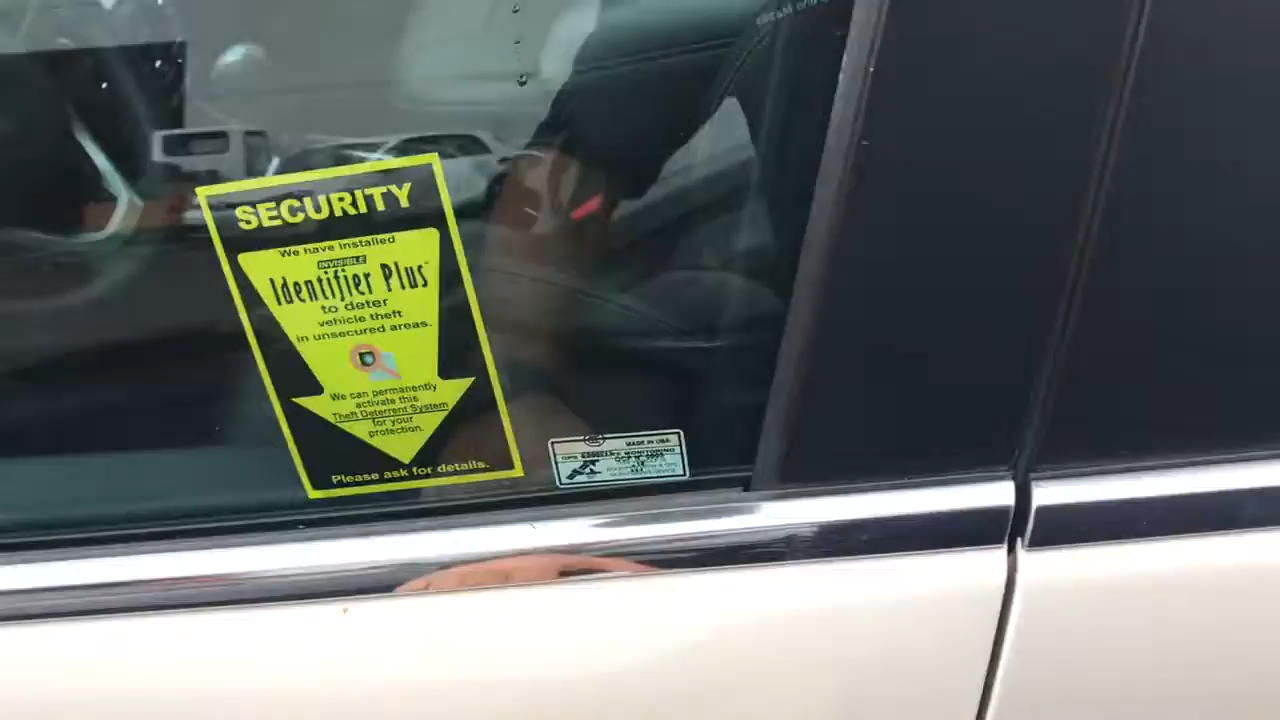 SECURITY
We have installed
INVISIBLE
Identifier Plus™
to deter
vehicle theft
in unsecured areas.
We can permanently
activate this
Theft Deterrent System
for your
protection.
Please ask for details.
MADE IN USA
MONITORING